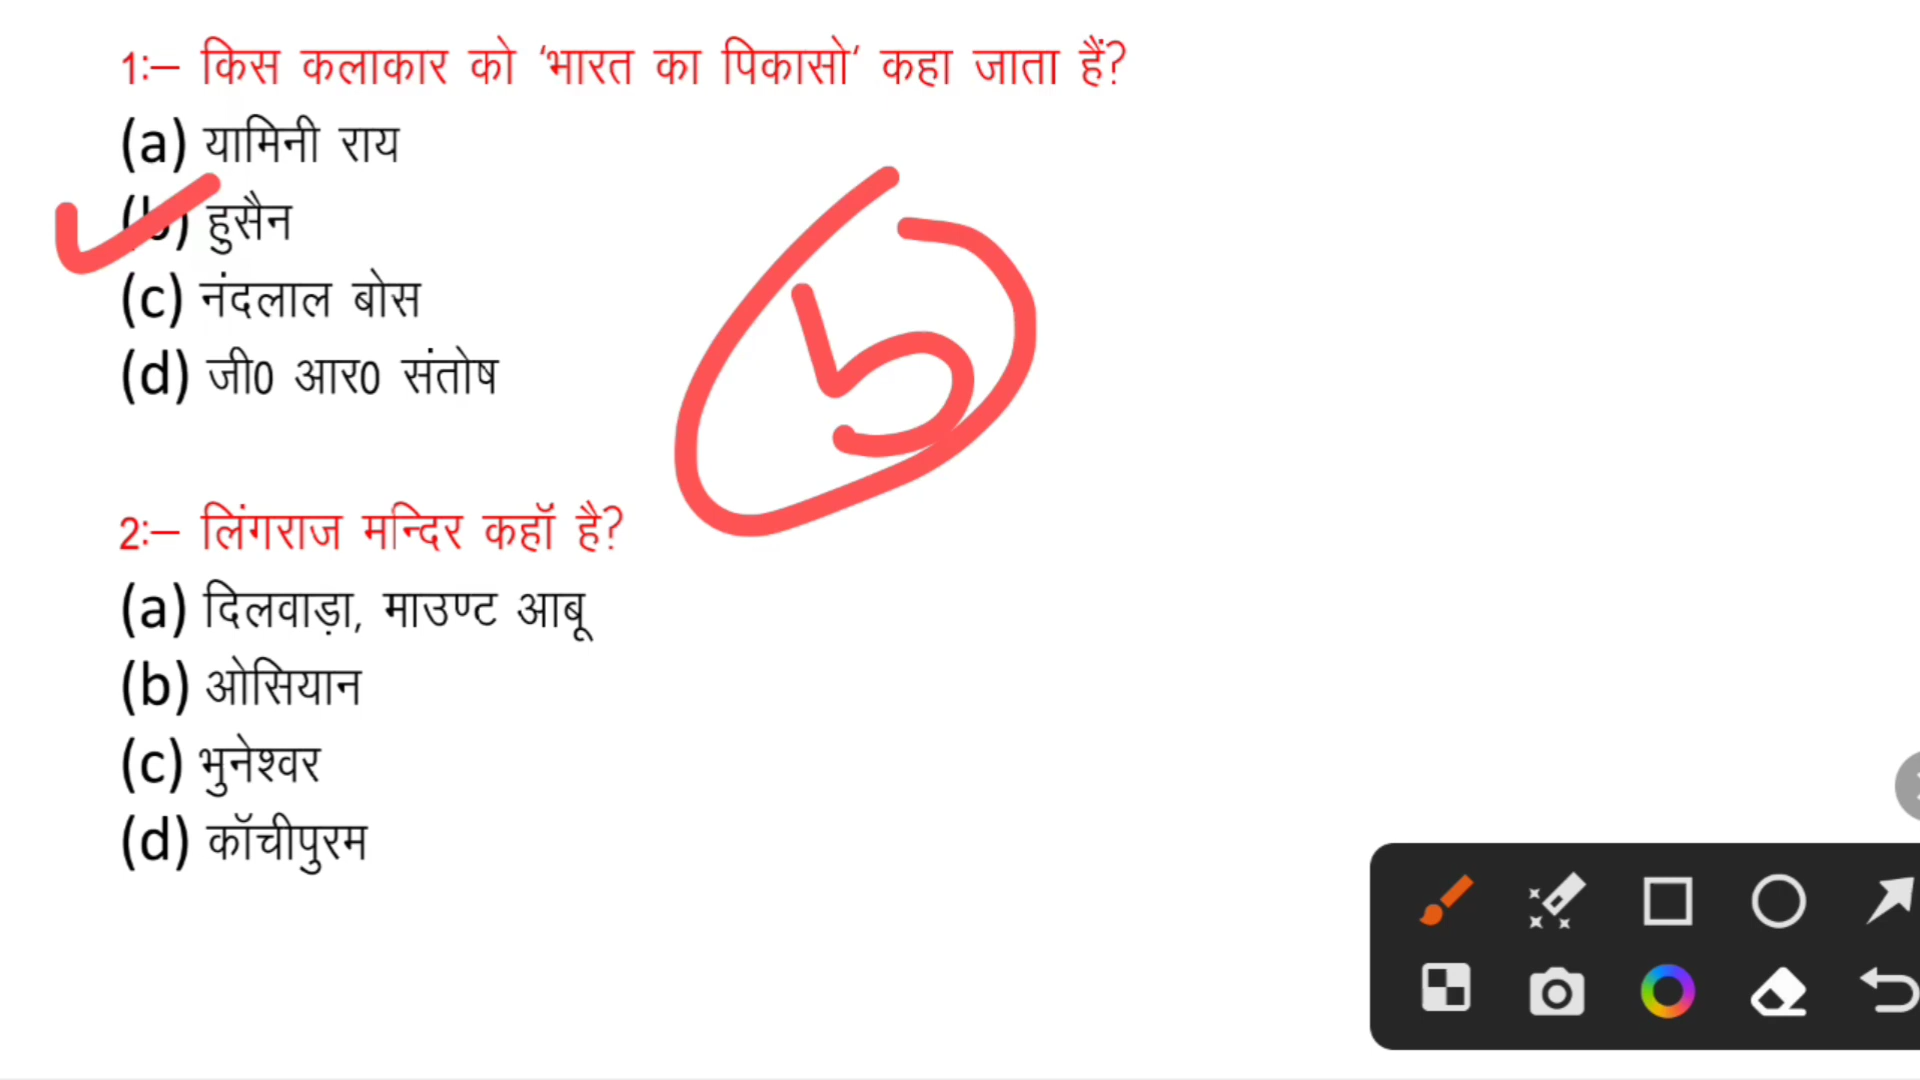 1:– किस कलाकार को ‘भारत का पिकासो‘ कहा जाता हैं?
(a) यामिनी राय
(b) हुसैन
(c) नंदलाल बोस
(d) जी0 आर0 संतोष
b
2:– लिंगराज मन्दिर कहॉ है?
(a) दिलवाड़ा, माउण्ट आबू
(b) ओसियान
(c) भुनेश्वर
(d) कॉचीपुरम